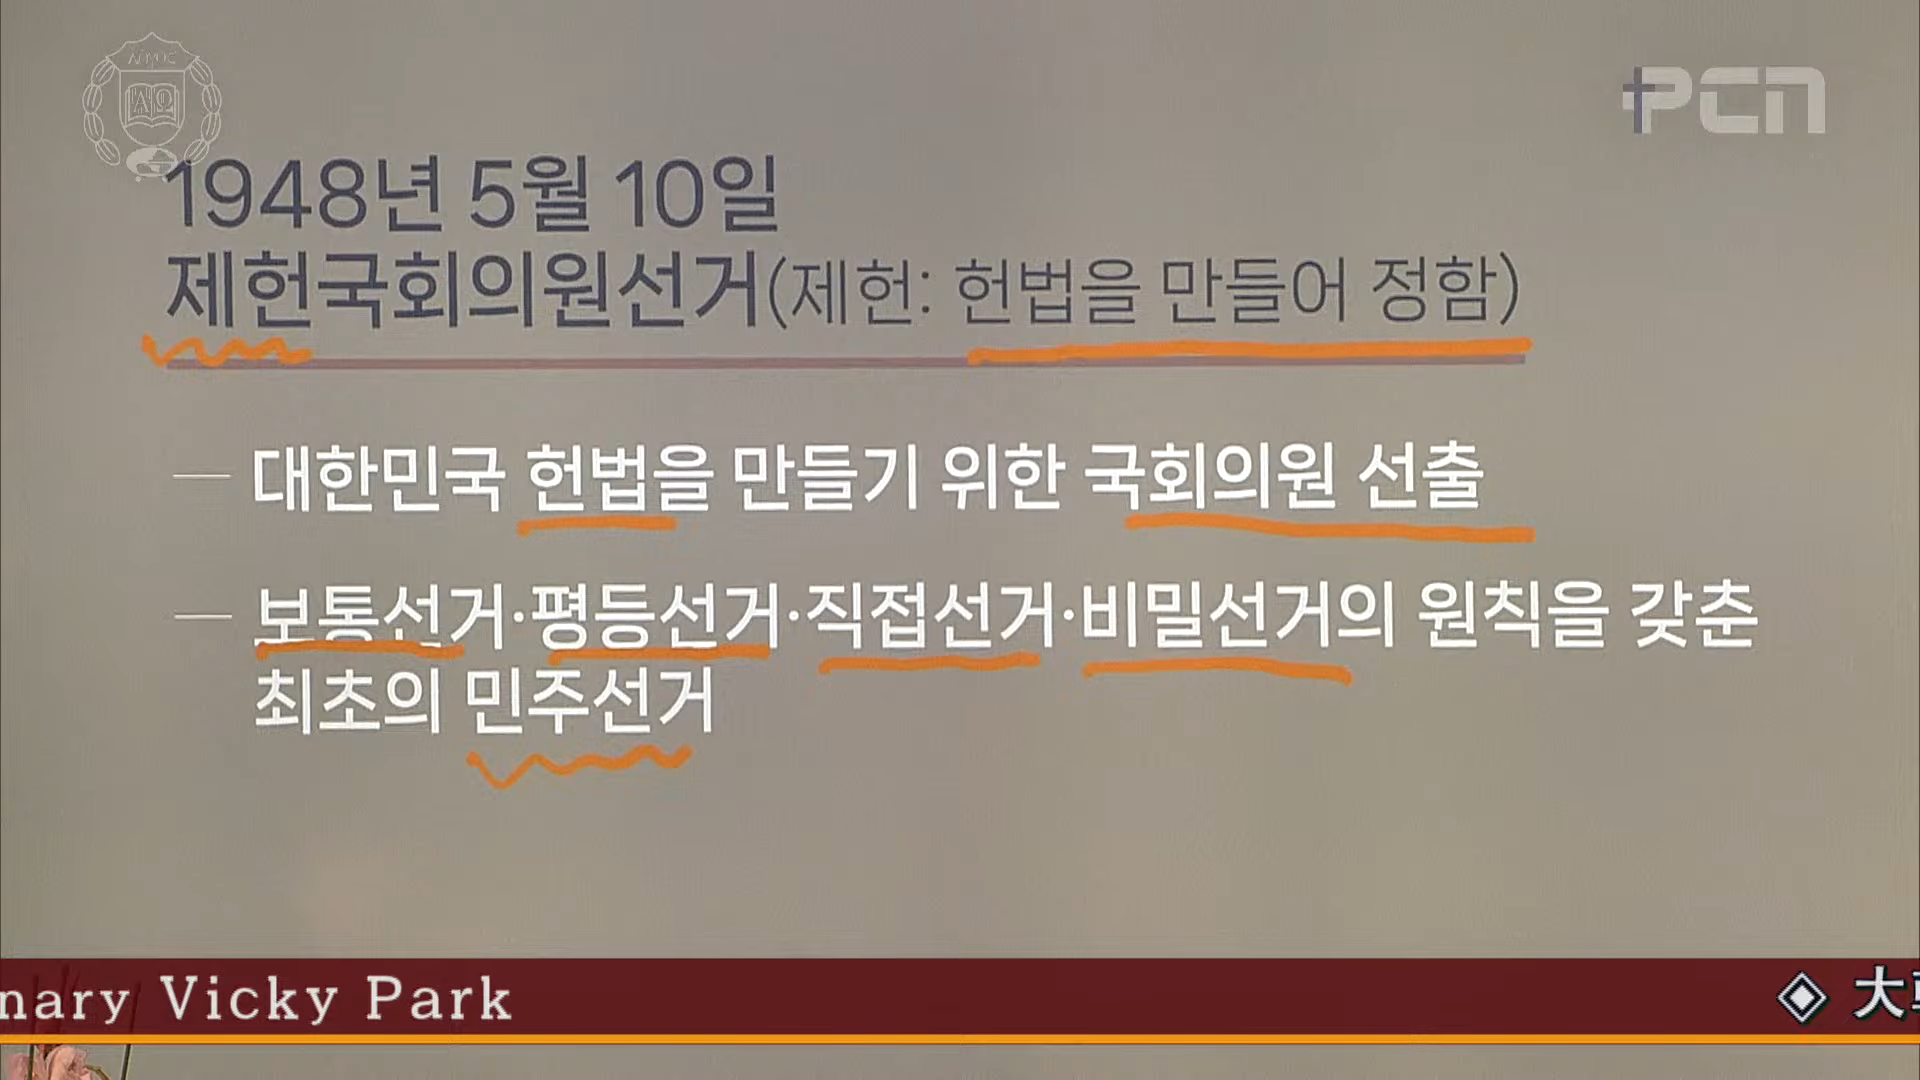 PCN
ΑΩ
1948년 5월 10일
제헌국회의원선거(제헌: 헌법을 만들어 정함)
— 대한민국 헌법을 만들기 위한 국회의원 선출
— 보통선거·평등선거·직접선거·비밀선거의 원칙을 갖춘
최초의 민주선거
nary Vicky Park
大